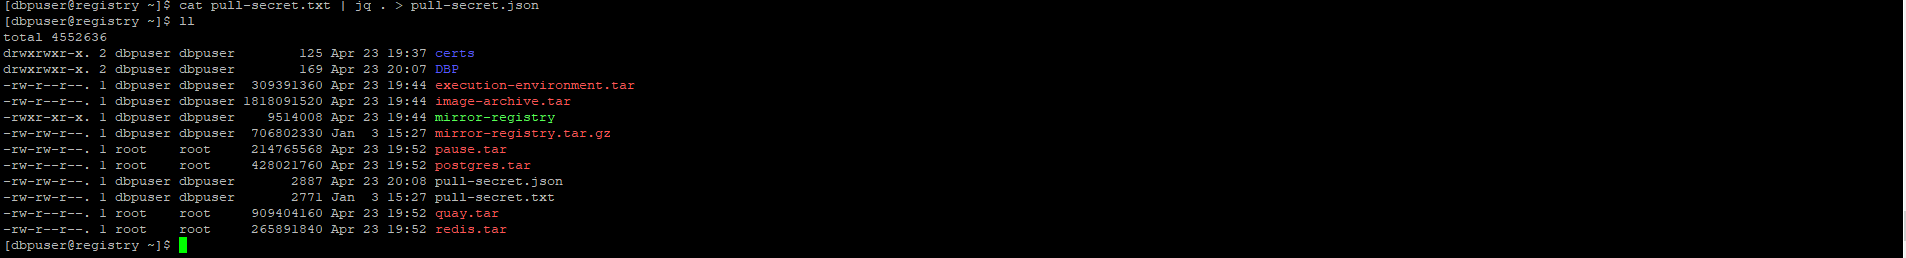 [dbpuser@registry ~]$ cat pull-secret.txt | jq . > pull-secret.json
[dbpuser@registry ~]$ ll
total 4552636
drwxrwxr-x. 2 dbpuser dbpuser        125 Apr 23 19:37 certs
drwxrwxr-x. 2 dbpuser dbpuser        169 Apr 23 20:07 DBP
-rw-r--r--. 1 dbpuser dbpuser  309391360 Apr 23 19:44 execution-environment.tar
-rw-r--r--. 1 dbpuser dbpuser 1818091520 Apr 23 19:44 image-archive.tar
-rwxr-xr-x. 1 dbpuser dbpuser    9514008 Apr 23 19:44 mirror-registry
-rw-rw-r--. 1 dbpuser dbpuser  706802330 Jan  3 15:27 mirror-registry.tar.gz
-rw-r--r--. 1 root    root     214765568 Apr 23 19:52 pause.tar
-rw-r--r--. 1 root    root     428021760 Apr 23 19:52 postgres.tar
-rw-rw-r--. 1 dbpuser dbpuser       2887 Apr 23 20:08 pull-secret.json
-rw-rw-r--. 1 dbpuser dbpuser       2771 Jan  3 15:27 pull-secret.txt
-rw-r--r--. 1 root    root     909404160 Apr 23 19:52 quay.tar
-rw-r--r--. 1 root    root     265891840 Apr 23 19:52 redis.tar
[dbpuser@registry ~]$